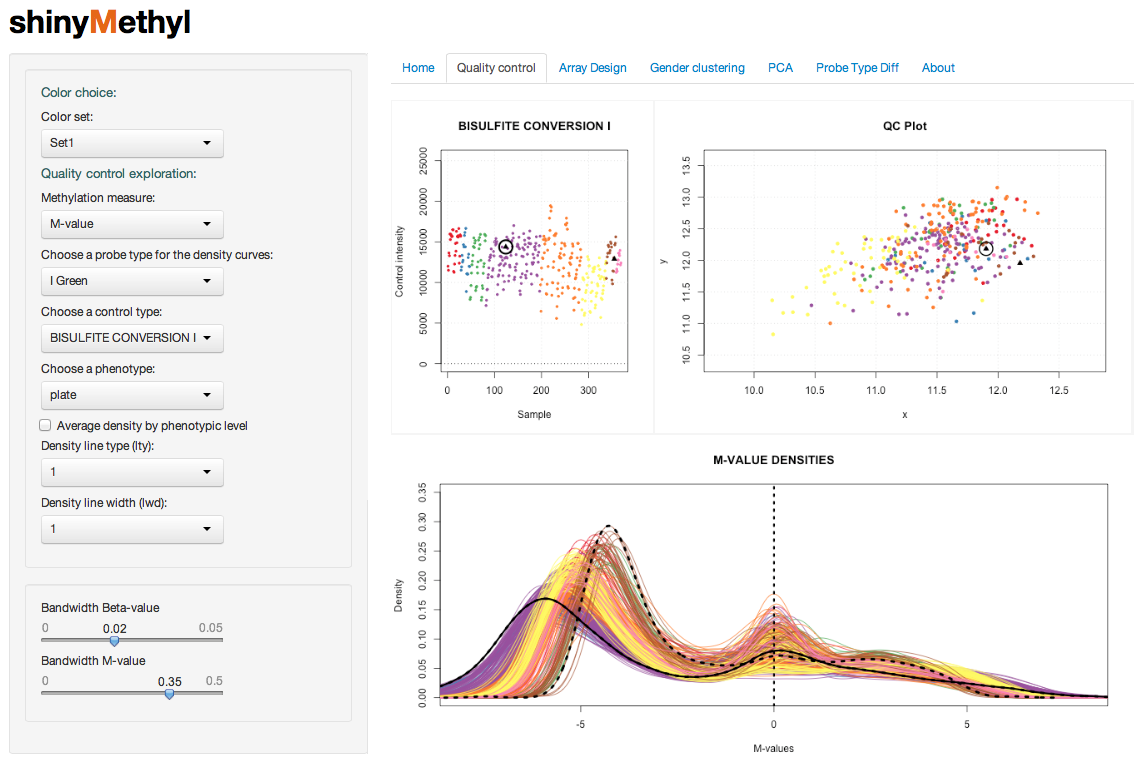 shinyMethyl
Color choice:
Color set:
Set1
Quality control exploration:
Methylation measure:
M-value
Choose a probe type for the density curves:
I Green
Choose a control type:
BISULFITE CONVERSION I
Choose a phenotype:
plate
Average density by phenotypic level
Density line type (lty):
1
Density line width (lwd):
1
Bandwidth Beta-value
0 0.02 0.05
Bandwidth M-value
0 0.35 0.5
Home Quality control Array Design Gender clustering PCA Probe Type Diff About
BISULFITE CONVERSION I
Control intensity
25000
20000
15000
10000
5000
0
0 100 200 300
Sample
QC Plot
y
13.5
13.0
12.5
12.0
11.5
11.0
10.5
10.0 10.5 11.0 11.5 12.0 12.5
x
M-VALUE DENSITIES
Density
0.35
0.30
0.25
0.20
0.15
0.10
0.05
0.00
-5 0 5
M-values